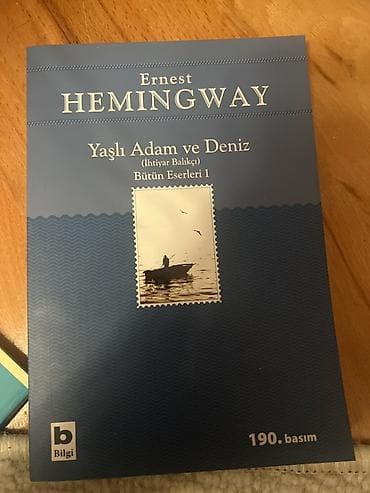 Ernest
HEMINGWAY
Yaşlı Adam ve Deniz
(İhtiyar Balıkçı)
Bütün Eserleri 1
b
Bilgi
190. basım